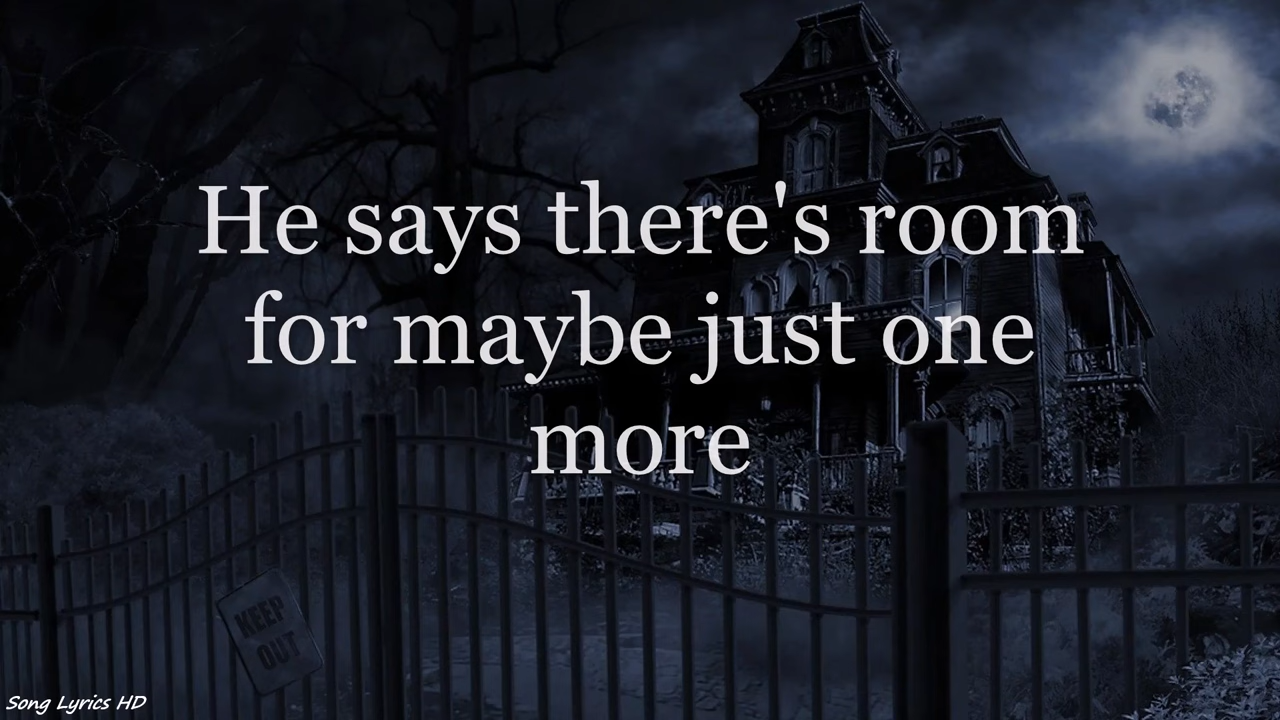 He says there's room
for maybe just one
more
KEEP
OUT
Song Lyrics HD